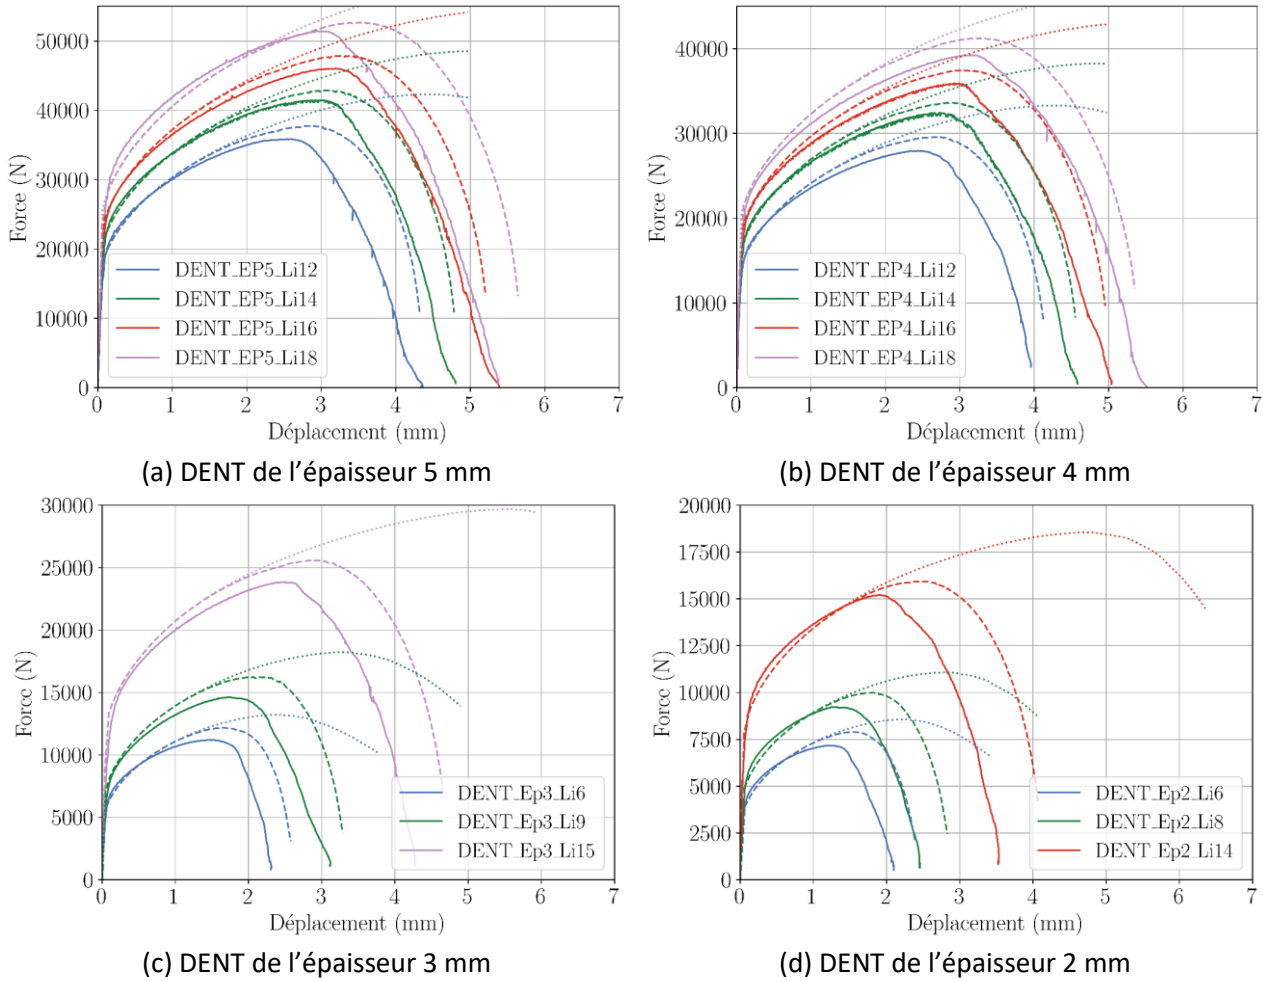 50000
40000
30000
20000
10000
0
Force (N)
DENT_EP5_Li12
DENT_EP5_Li14
DENT_EP5_Li16
DENT_EP5_Li18
0 1 2 3 4 5 6 7
Déplacement (mm)
(a) DENT de l’épaisseur 5 mm
40000
30000
20000
10000
0
Force (N)
DENT_EP4_Li12
DENT_EP4_Li14
DENT_EP4_Li16
DENT_EP4_Li18
0 1 2 3 4 5 6 7
Déplacement (mm)
(b) DENT de l’épaisseur 4 mm
30000
25000
20000
15000
10000
5000
0
Force (N)
DENT_Ep3_Li6
DENT_Ep3_Li9
DENT_Ep3_Li15
0 1 2 3 4 5 6 7
Déplacement (mm)
(c) DENT de l’épaisseur 3 mm
20000
17500
15000
12500
10000
7500
5000
2500
0
Force (N)
DENT_Ep2_Li6
DENT_Ep2_Li8
DENT_Ep2_Li14
0 1 2 3 4 5 6 7
Déplacement (mm)
(d) DENT de l’épaisseur 2 mm